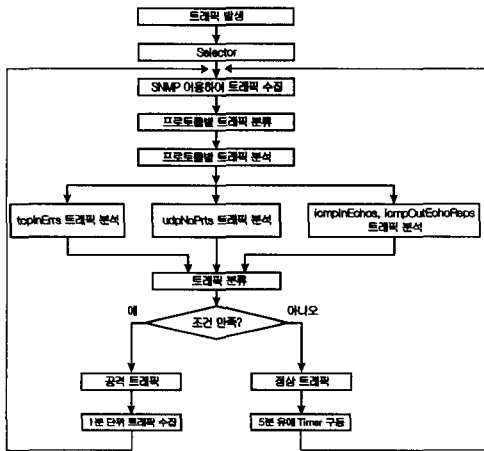 트래픽 발생
Selector
SNMP 이용하여 트래픽 수집
프로토콜별 트래픽 분류
프로토콜별 트래픽 분석
tcpInErrs 트래픽 분석
udpNoPrts 트래픽 분석
icmpInEchos, icmpOutEchoReps
트래픽 분석
트래픽 분류
예
조건 만족?
아니오
공격 트래픽
정상 트래픽
1분 단위 트래픽 수집
5분 유예 Timer 구동